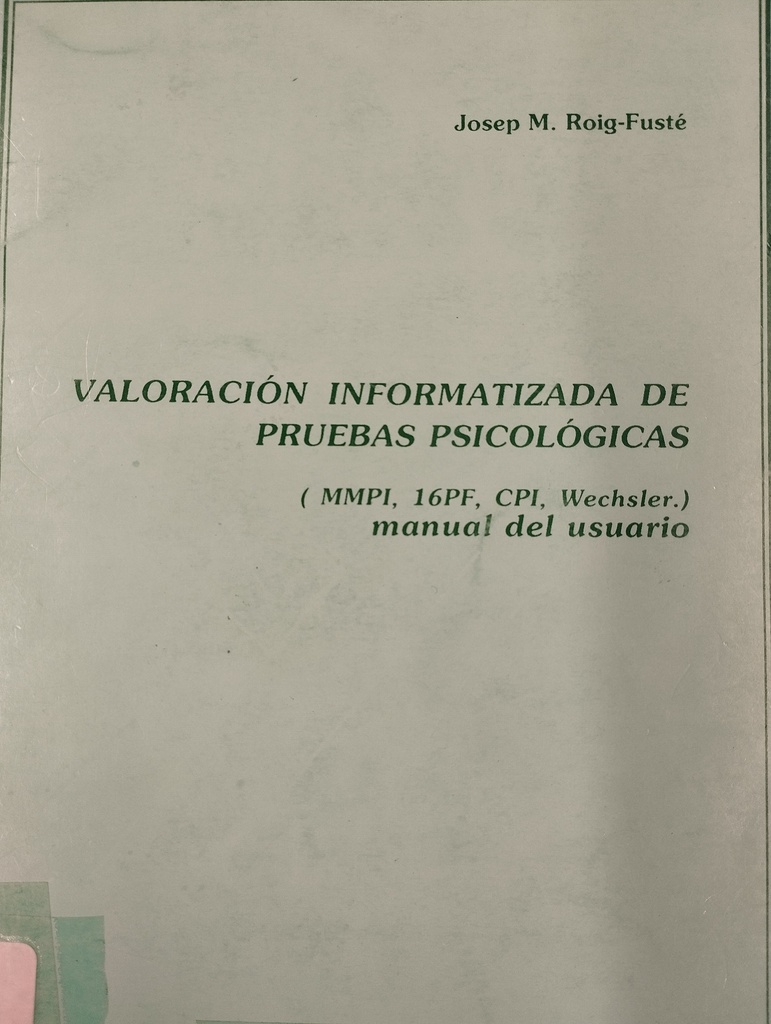 Josep M. Roig-Fusté
VALORACIÓN INFORMATIZADA DE
PRUEBAS PSICOLÓGICAS
( MMPI, 16PF, CPI, Wechsler.)
manual del usuario